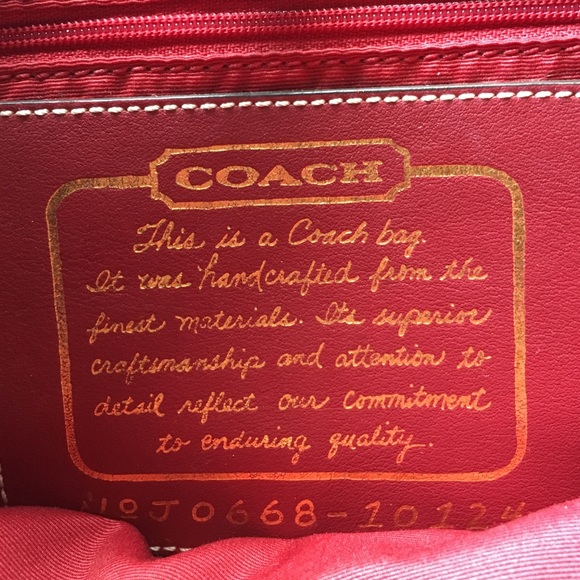 COACH
This is a Coach bag.
It was handcrafted from the
finest materials. Its superior
craftsmanship and attention to
detail reflect our commitment
to enduring quality.
NoJ0668-10124